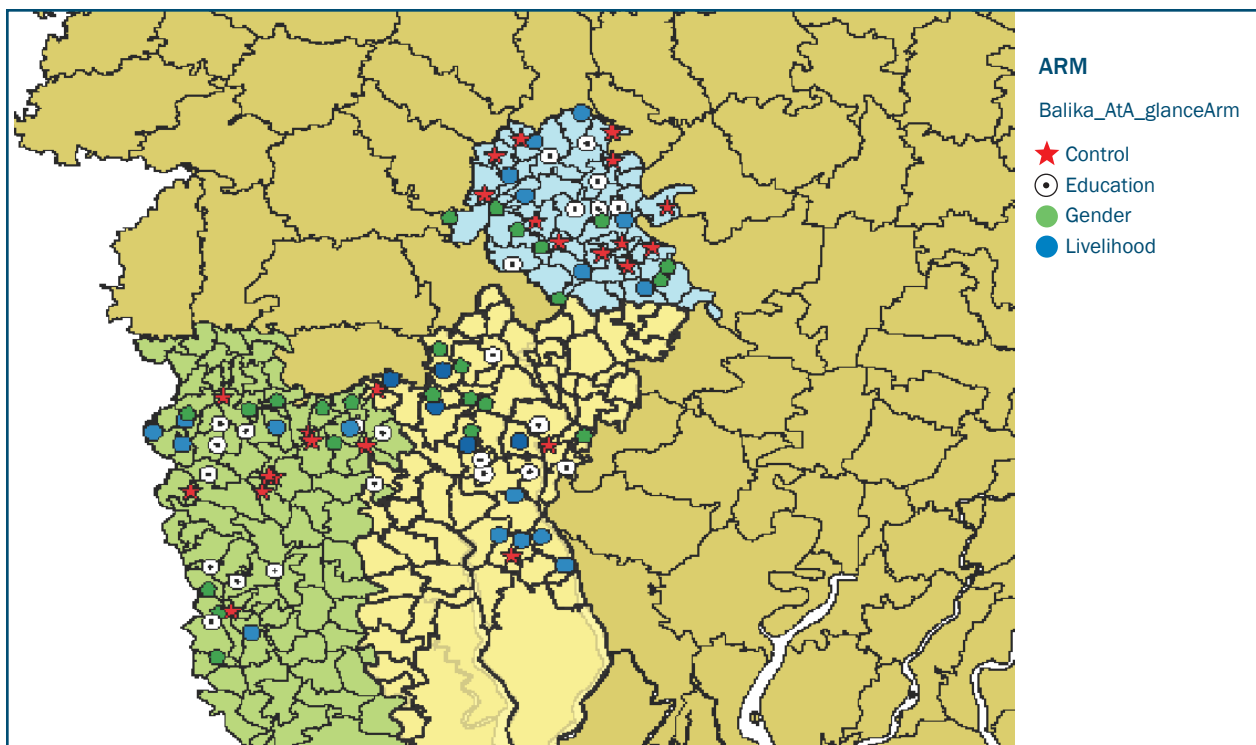 ARM
Balika_AtA_glanceArm
Control
Education
Gender
Livelihood